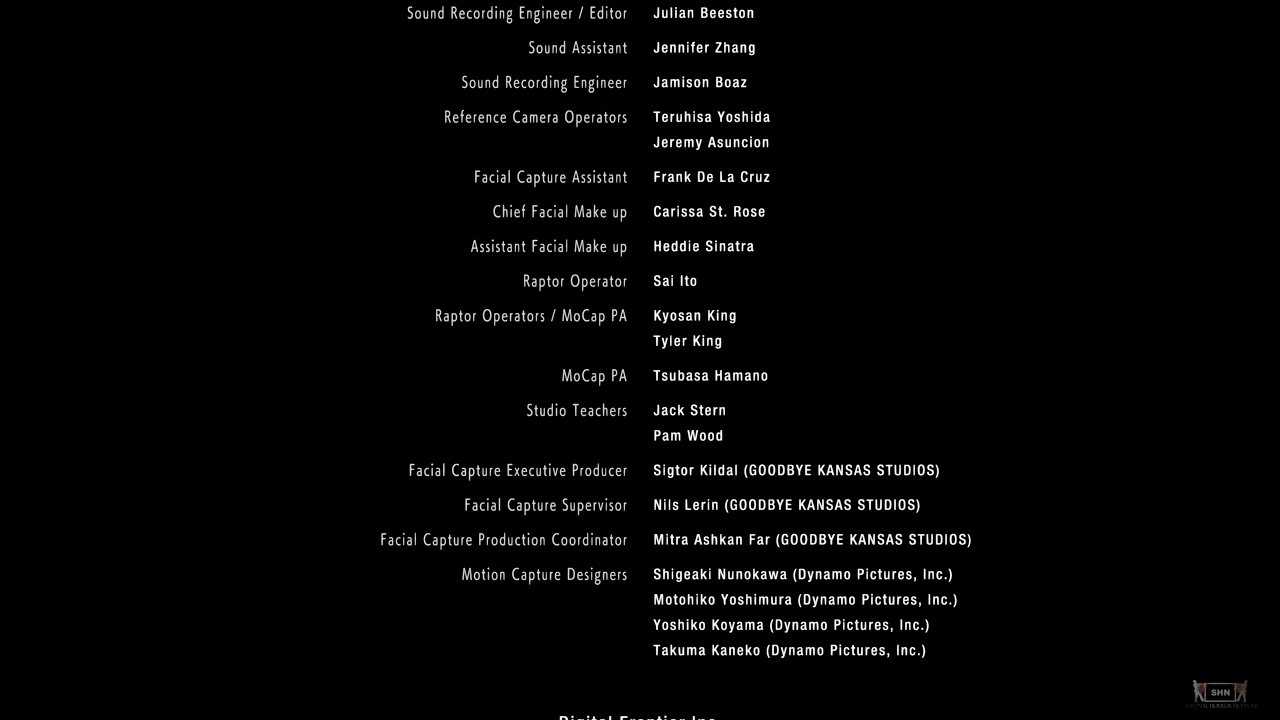 Sound Recording Engineer / Editor Julian Beeston
Sound Assistant Jennifer Zhang
Sound Recording Engineer Jamison Boaz
Reference Camera Operators Teruhisa Yoshida
Jeremy Asuncion
Facial Capture Assistant Frank De La Cruz
Chief Facial Make up Carissa St. Rose
Assistant Facial Make up Heddie Sinatra
Raptor Operator Sai Ito
Raptor Operators / MoCap PA Kyosan King
Tyler King
MoCap PA Tsubasa Hamano
Studio Teachers Jack Stern
Pam Wood
Facial Capture Executive Producer Sigtor Kildal (GOODBYE KANSAS STUDIOS)
Facial Capture Supervisor Nils Lerin (GOODBYE KANSAS STUDIOS)
Facial Capture Production Coordinator Mitra Ashkan Far (GOODBYE KANSAS STUDIOS)
Motion Capture Designers Shigeaki Nunokawa (Dynamo Pictures, Inc.)
Motohiko Yoshimura (Dynamo Pictures, Inc.)
Yoshiko Koyama (Dynamo Pictures, Inc.)
Takuma Kaneko (Dynamo Pictures, Inc.)
SHN
SURVIVAL HORROR NETWORK
Digital Frontier Inc.